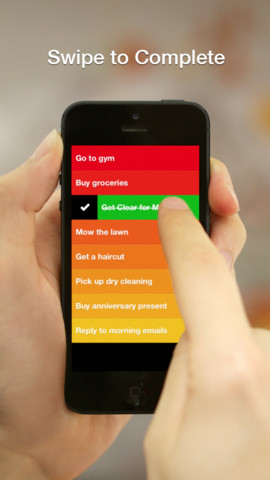 Swipe to Complete
Go to gym
Buy groceries
Get Clear for M
Mow the lawn
Get a haircut
Pick up dry cleaning
Buy anniversary present
Reply to morning emails